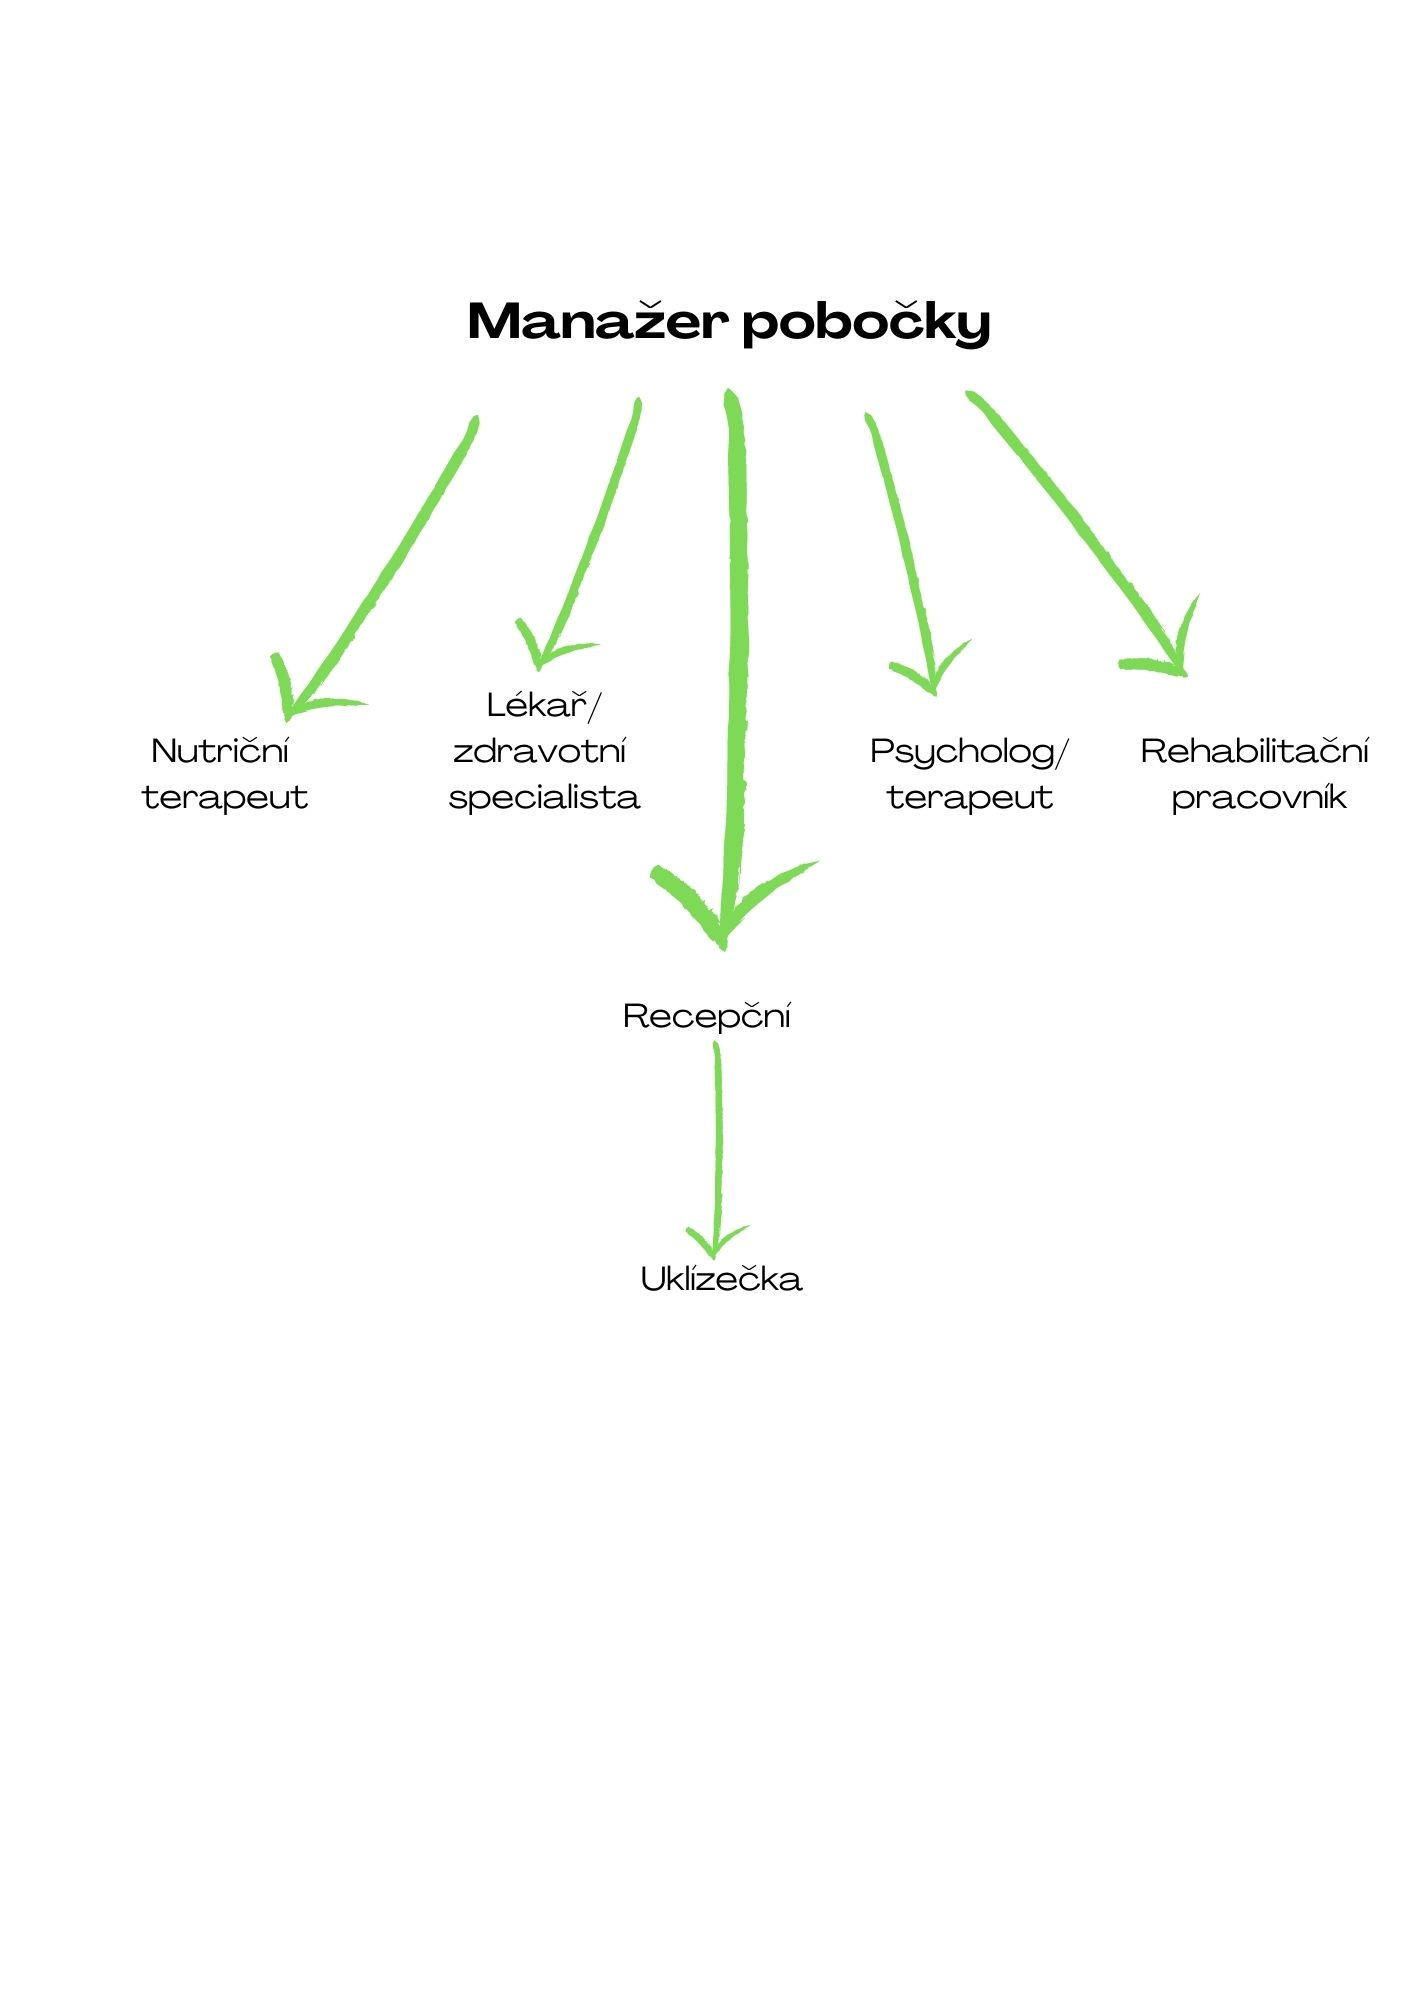 Manažer pobočky
Nutriční
terapeut
Lékař/
zdravotní
specialista
Psycholog/
terapeut
Rehabilitační
pracovník
Recepční
Uklízečka